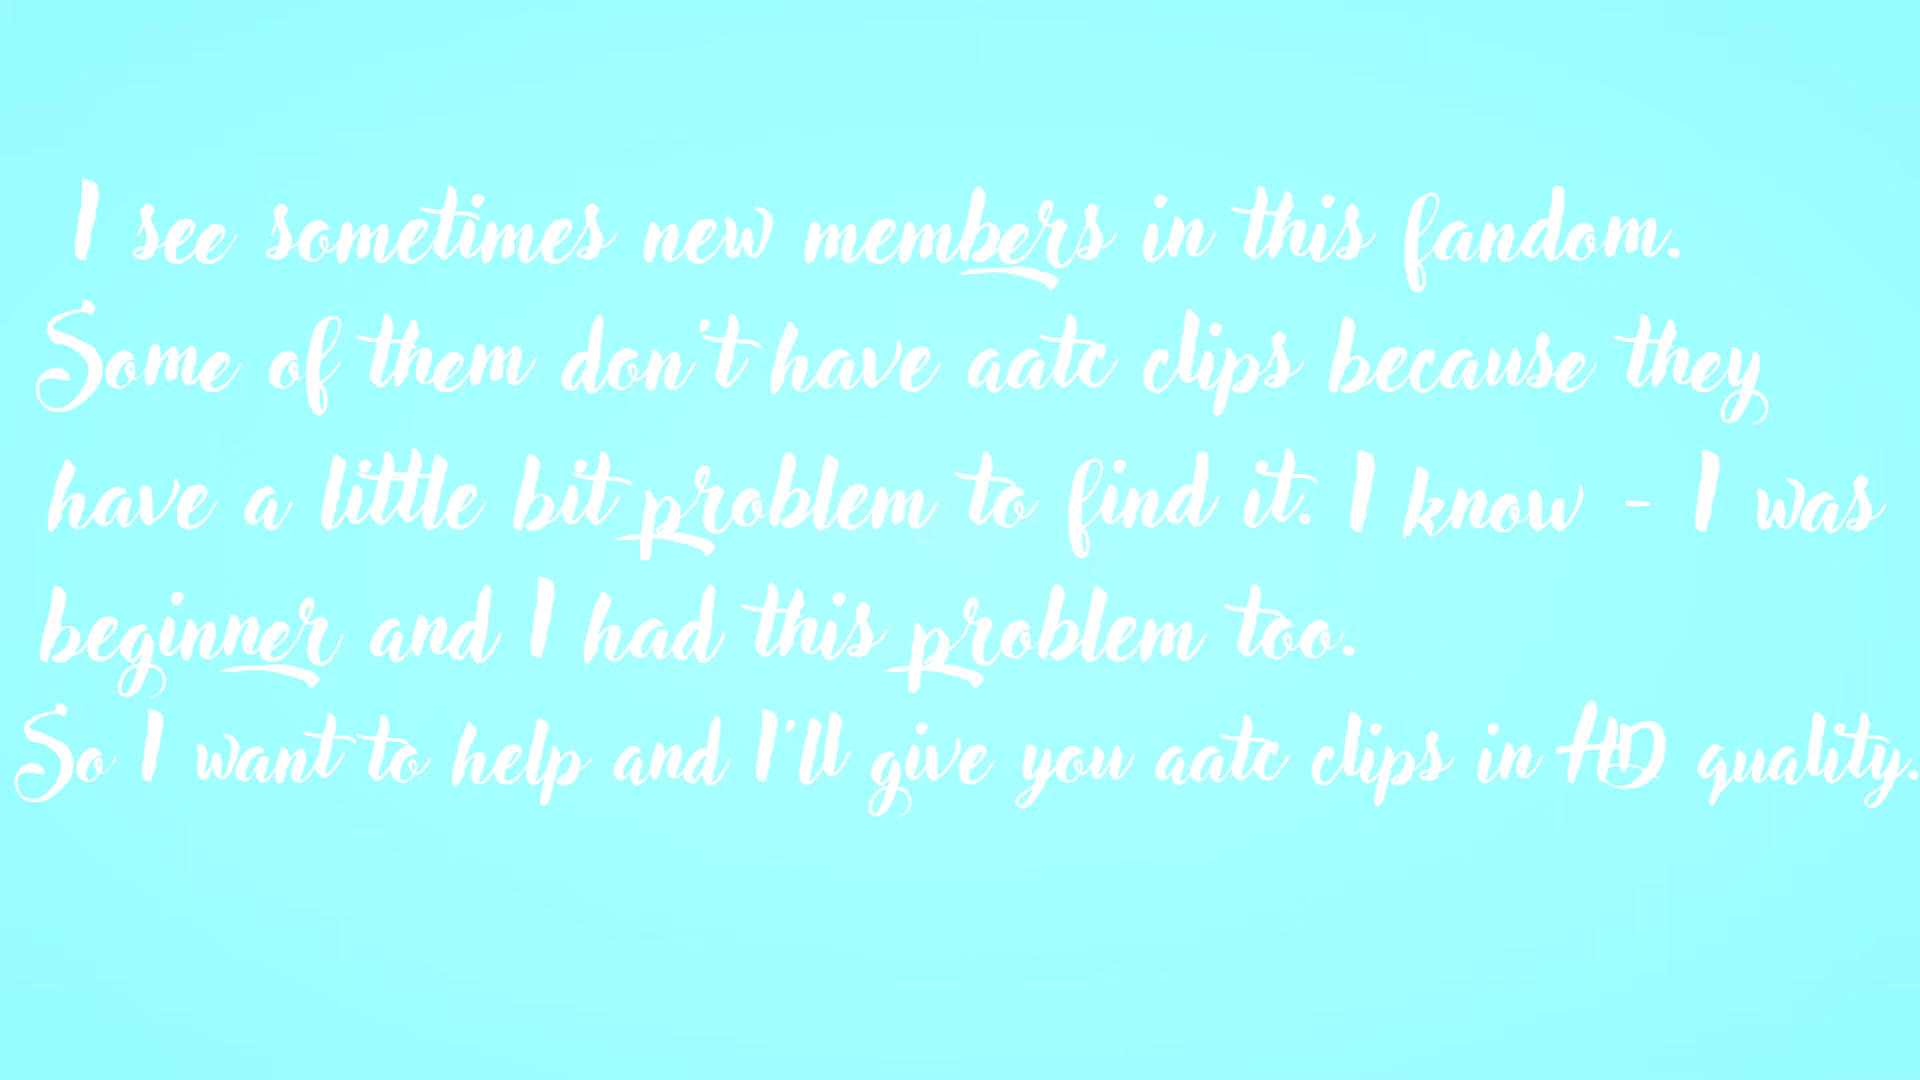 I see sometimes new members in this fandom.
Some of them don't have aatc clips because they
have a little bit problem to find it. I know - I was
beginner and I had this problem too.
So I want to help and I'll give you aatc clips in HD quality.